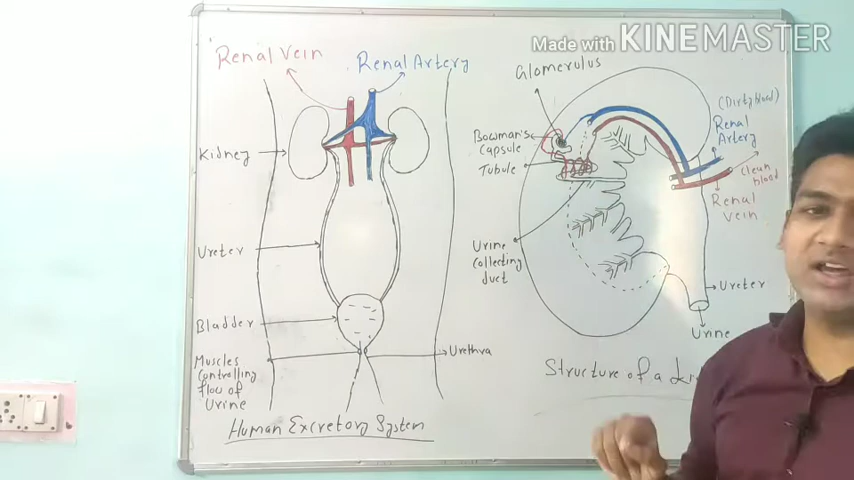 Made with KINEMASTER
Renal Vein
Renal Artery
Kidney
Ureter
Bladder
Muscles
Controlling
flow of
Urine
Urethra
Human Excretory System
Glomerulus
Bowman's
Capsule
Tubule
Urine
Collecting
duct
(Dirty blood)
Renal
Artery
Clean
blood
Renal
Vein
Ureter
Urine
Structure of a